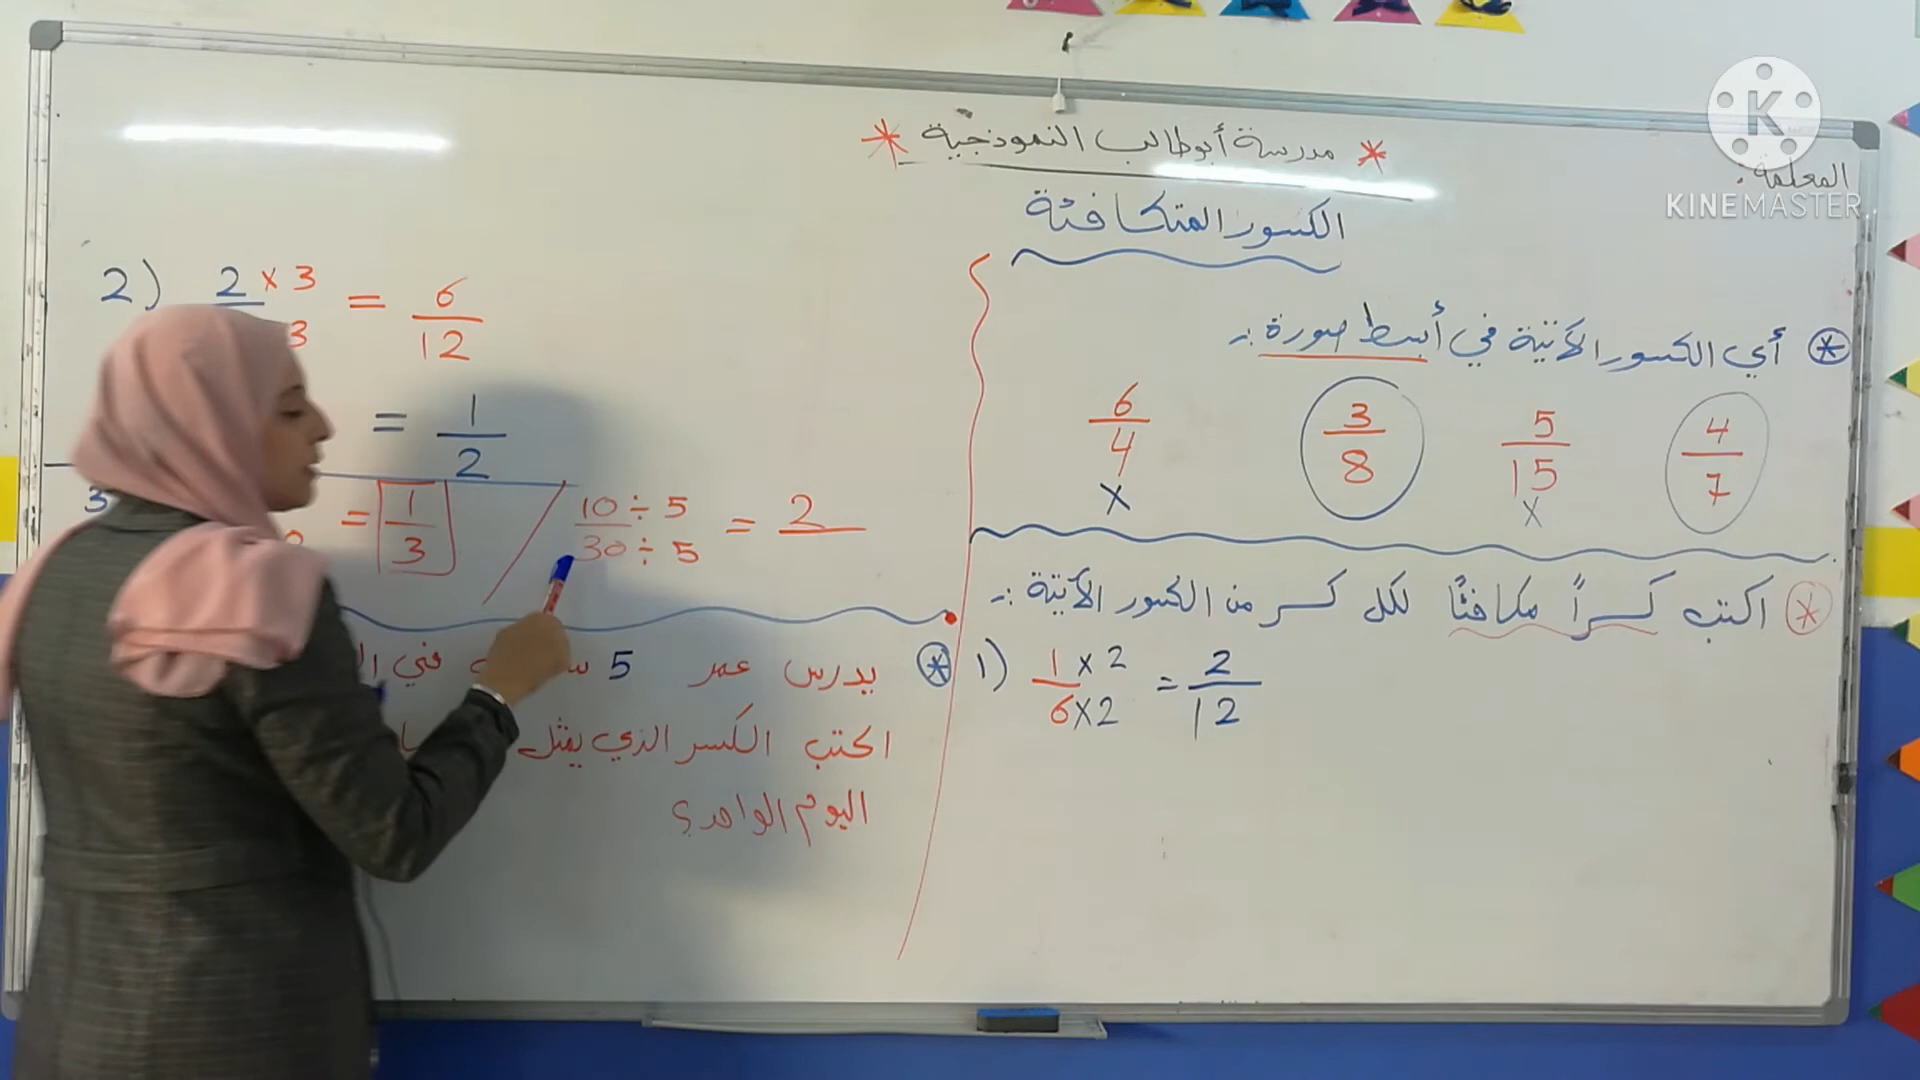 * مدرسة أبوطالب النموذجية *
المعلمة.
KINEMASTER
الكسور المتكافئة
* أي الكسور الآتية في أبسط صورة :-
4/7 5/15 3/8 6/4
x x
* اكتب كسراً مكافئاً لكل كسر من الكسور الآتية :-
1) 1/6 x 2 x 2 = 2/12
2) 2 x 3 3 = 6/12
= 1/2
3 = 1/3 / 10 ÷ 5 30 ÷ 5 = 2
* يدرس عمر 5 في
اكتب الكسر الذي يمثل
اليوم الواحد؟